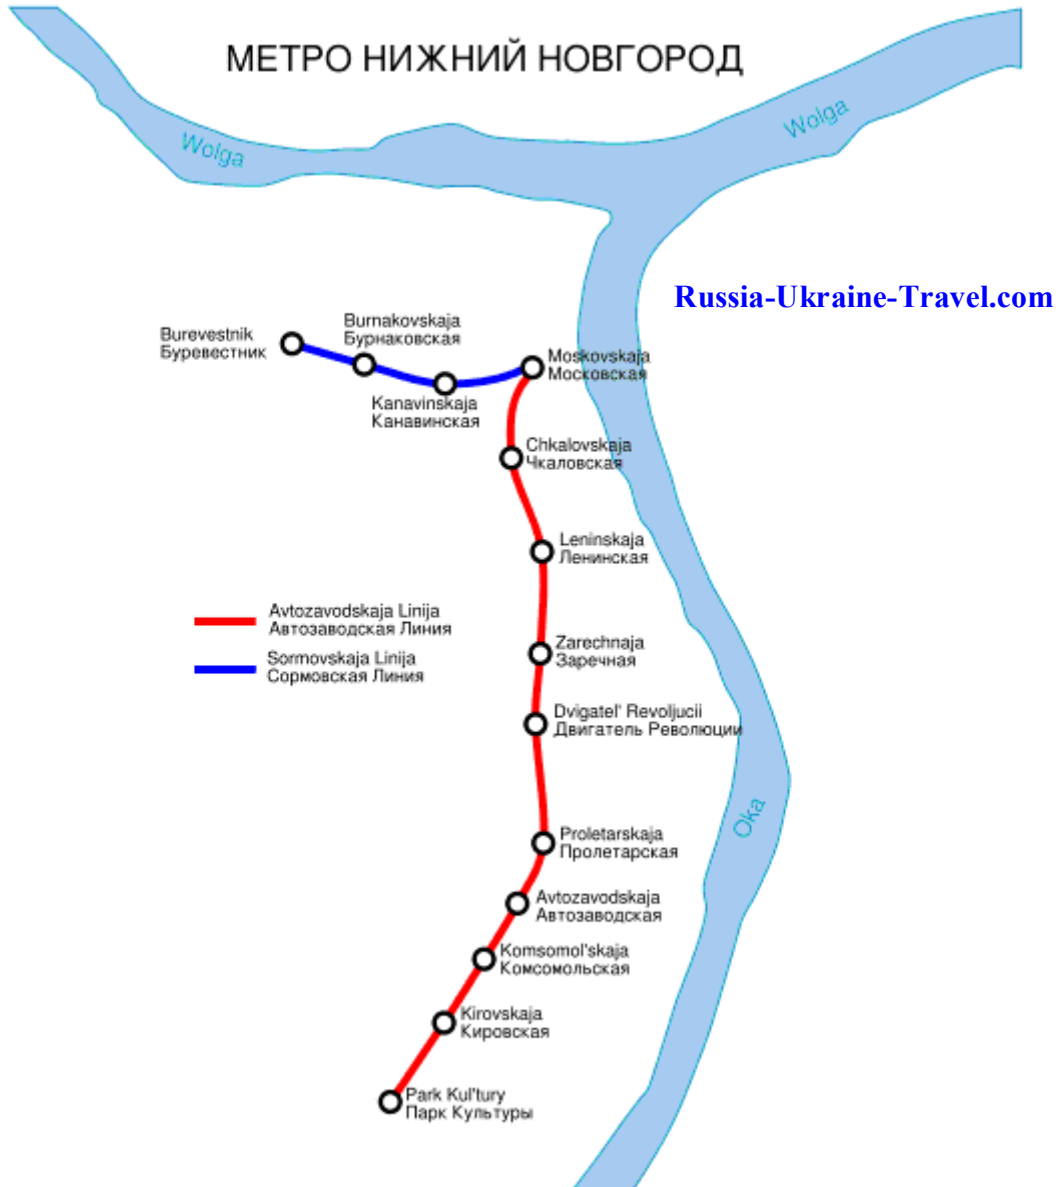 МЕТРО НИЖНИЙ НОВГОРОД
Wolga
Wolga
Russia-Ukraine-Travel.com
Burevestnik
Буревестник
Burnakovskaja
Бурнаковская
Kanavinskaja
Канавинская
Moskovskaja
Московская
Chkalovskaja
Чкаловская
Leninskaja
Ленинская
Avtozavodskaja Linija
Автозаводская Линия
Sormovskaja Linija
Сормовская Линия
Zarechnaja
Заречная
Dvigatel' Revoljucii
Двигатель Революции
Oka
Proletarskaja
Пролетарская
Avtozavodskaja
Автозаводская
Komsomol'skaja
Комсомольская
Kirovskaja
Кировская
Park Kul'tury
Парк Культуры